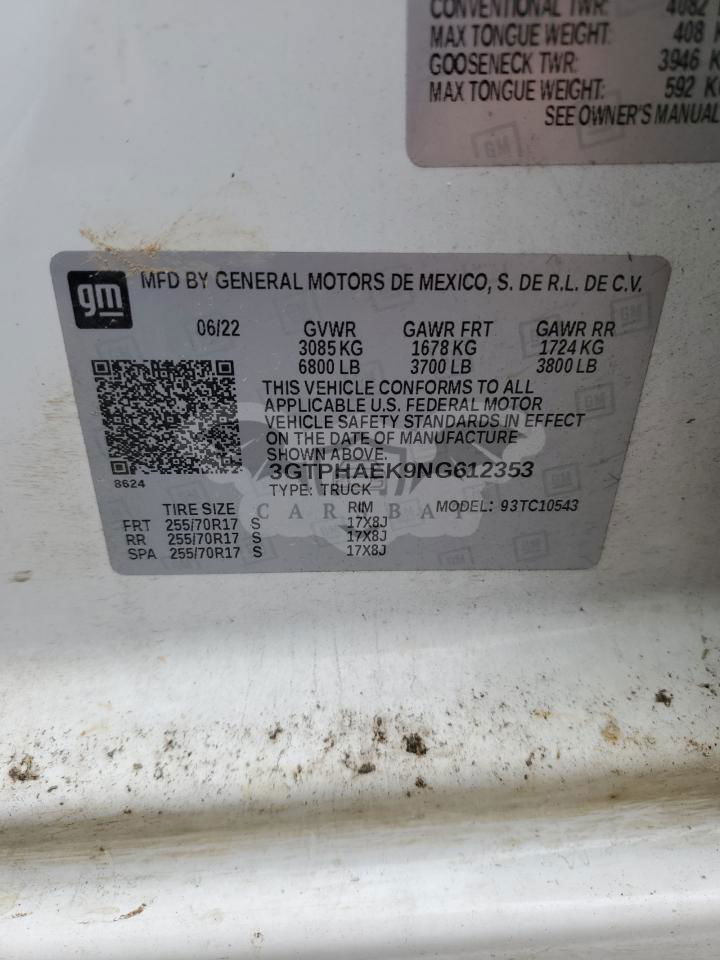 CONVENTIONAL TWR: 4082
MAX TONGUE WEIGHT: 408 K
GOOSENECK TWR: 3946 K
MAX TONGUE WEIGHT: 592 KG
SEE OWNER'S MANUAL
GM
gm MFD BY GENERAL MOTORS DE MEXICO, S. DE R.L. DE C.V.
06/22 GVWR GAWR FRT GAWR RR
3085 KG 1678 KG 1724 KG
6800 LB 3700 LB 3800 LB
THIS VEHICLE CONFORMS TO ALL
APPLICABLE U.S. FEDERAL MOTOR
VEHICLE SAFETY STANDARDS IN EFFECT
ON THE DATE OF MANUFACTURE
SHOWN ABOVE.
8624
3GTPHAEK9NG612353
TYPE: TRUCK
TIRE SIZE RIM MODEL: 93TC10543
FRT 255/70R17 S 17X8J
RR 255/70R17 S 17X8J
SPA 255/70R17 S 17X8J